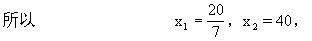 所以 x₁ = 20/7，x₂ = 40，